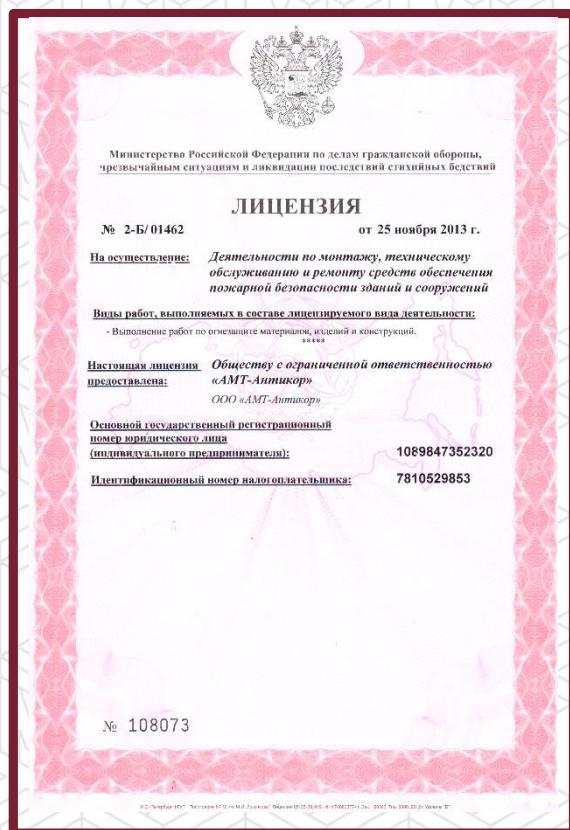 Министерство Российской Федерации по делам гражданской обороны,
чрезвычайным ситуациям и ликвидации последствий стихийных бедствий
ЛИЦЕНЗИЯ
№ 2-Б/01462 от 25 ноября 2013 г.
На осуществление: Деятельности по монтажу, техническому
обслуживанию и ремонту средств обеспечения
пожарной безопасности зданий и сооружений
Виды работ, выполняемых в составе лицензируемого вида деятельности:
- Выполнение работ по огнезащите материалов, изделий и конструкций.
*****
Настоящая лицензия Обществу с ограниченной ответственностью
предоставлена: «АМТ-Антикор»
ООО «АМТ-Антикор»
Основной государственный регистрационный
номер юридического лица
(индивидуального предпринимателя): 1089847352320
Идентификационный номер налогоплательщика: 7810529853
№ 108073